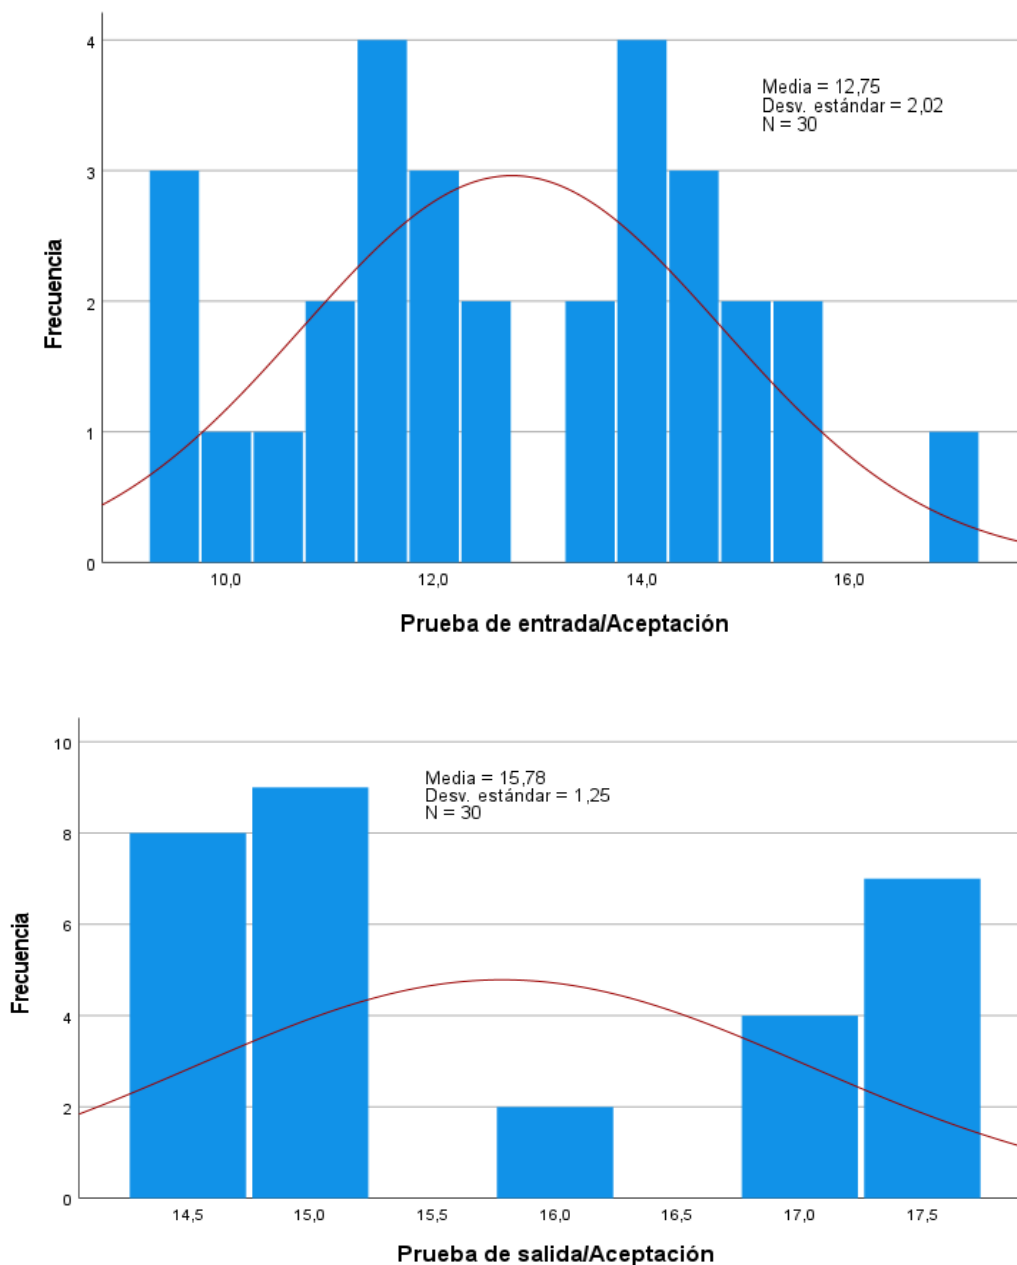 4
3
2
1
0
Frecuencia
Media = 12,75
Desv. estándar = 2,02
N = 30
10,0 12,0 14,0 16,0
Prueba de entrada/Aceptación
10
8
6
4
2
0
Frecuencia
Media = 15,78
Desv. estándar = 1,25
N = 30
14,5 15,0 15,5 16,0 16,5 17,0 17,5
Prueba de salida/Aceptación